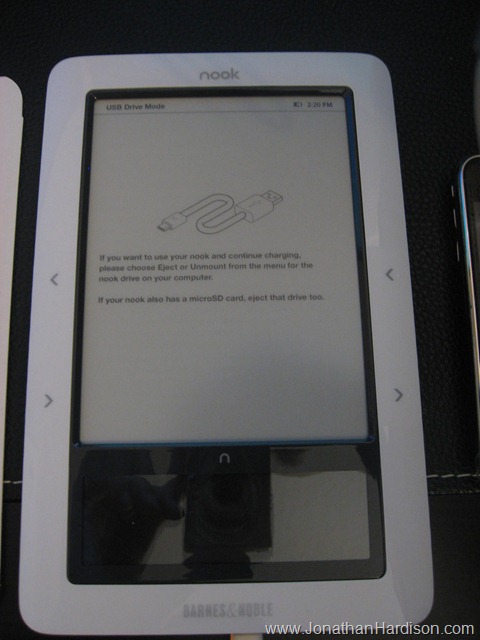 nook
USB Drive Mode 3:20 PM
If you want to use your nook and continue charging,
please choose Eject or Unmount from the menu for the
nook drive on your computer.
If your nook also has a microSD card, eject that drive too.
BARNES&NOBLE
www.JonathanHardison.com